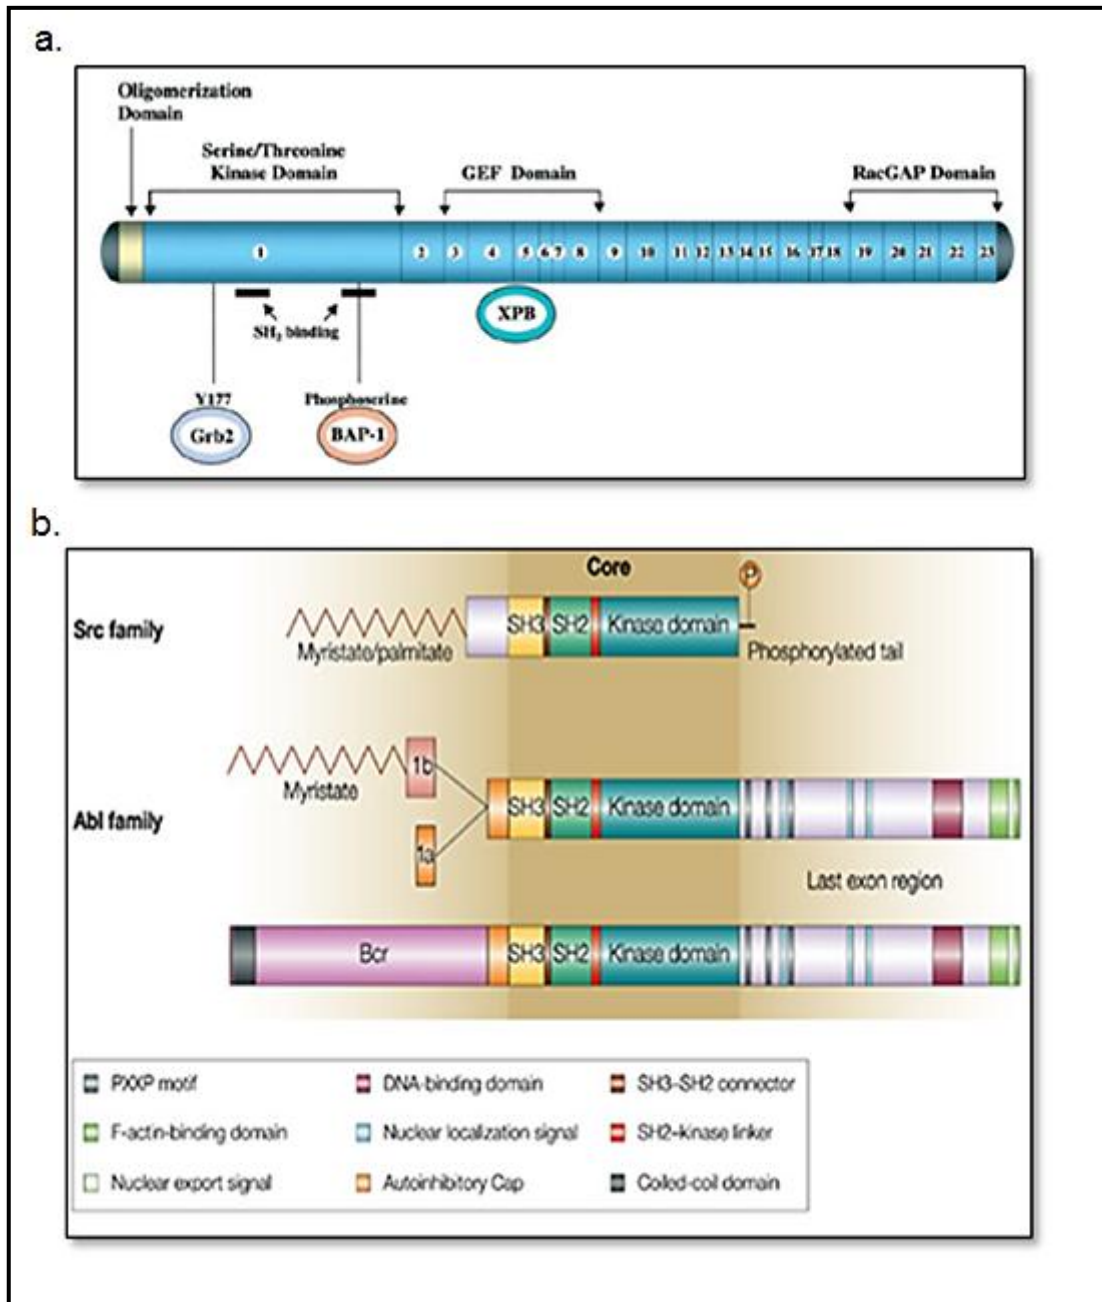 a.
Oligomerization
Domain
Serine/Threonine
Kinase Domain
GEF Domain
RacGAP Domain
1 2 3 4 5 6 7 8 9 10 11 12 13 14 15 16 17 18 19 20 21 22 23
XPB
SH₂ binding
Y177
Grb2
Phosphoserine
BAP-1
b.
Core
P
Src family
SH3 SH2 Kinase domain
Myristate/palmitate
Phosphorylated tail
1b
Myristate
Abl family
SH3 SH2 Kinase domain
1a
Last exon region
Bcr SH3 SH2 Kinase domain
PXXP motif
DNA-binding domain
SH3-SH2 connector
F-actin-binding domain
Nuclear localization signal
SH2-kinase linker
Nuclear export signal
Autoinhibitory Cap
Coiled-coil domain